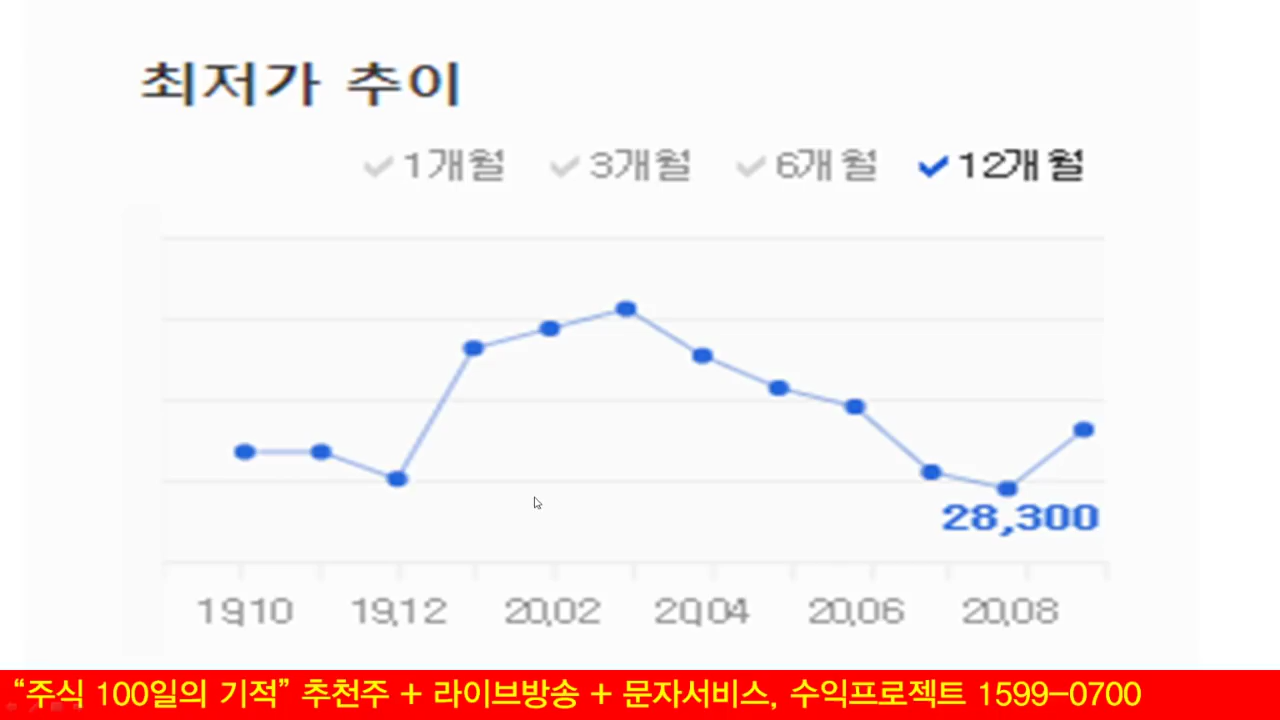 최저가 추이
1개월 3개월 6개월 12개월
28,300
19.10 19.12 20.02 20.04 20.06 20.08
“주식 100일의 기적” 추천주 + 라이브방송 + 문자서비스, 수익프로젝트 1599-0700